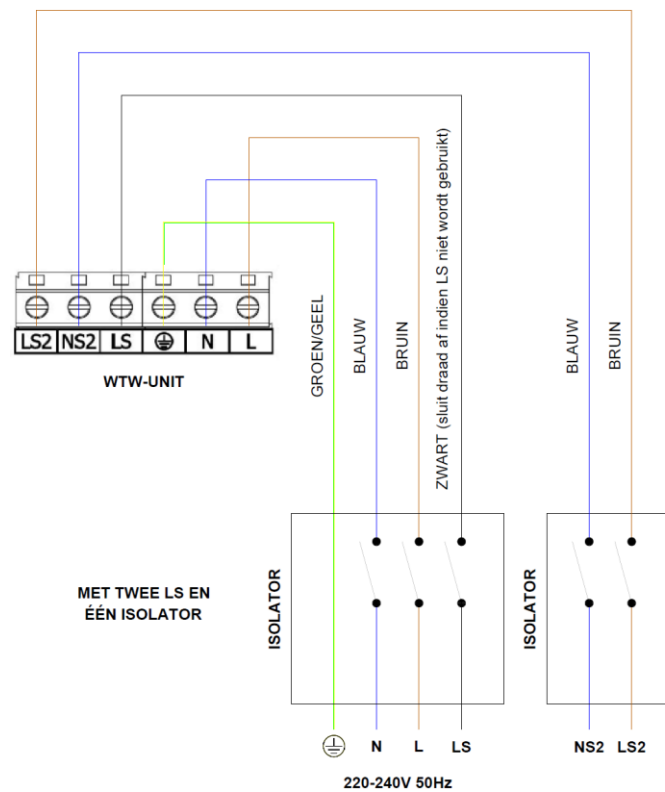 LS2 NS2 LS N L
WTW-UNIT
GROEN/GEEL
BLAUW
BRUIN
ZWART (sluit draad af indien LS niet wordt gebruikt)
BLAUW
BRUIN
MET TWEE LS EN
ÉÉN ISOLATOR
ISOLATOR
ISOLATOR
N L LS NS2 LS2
220-240V 50Hz